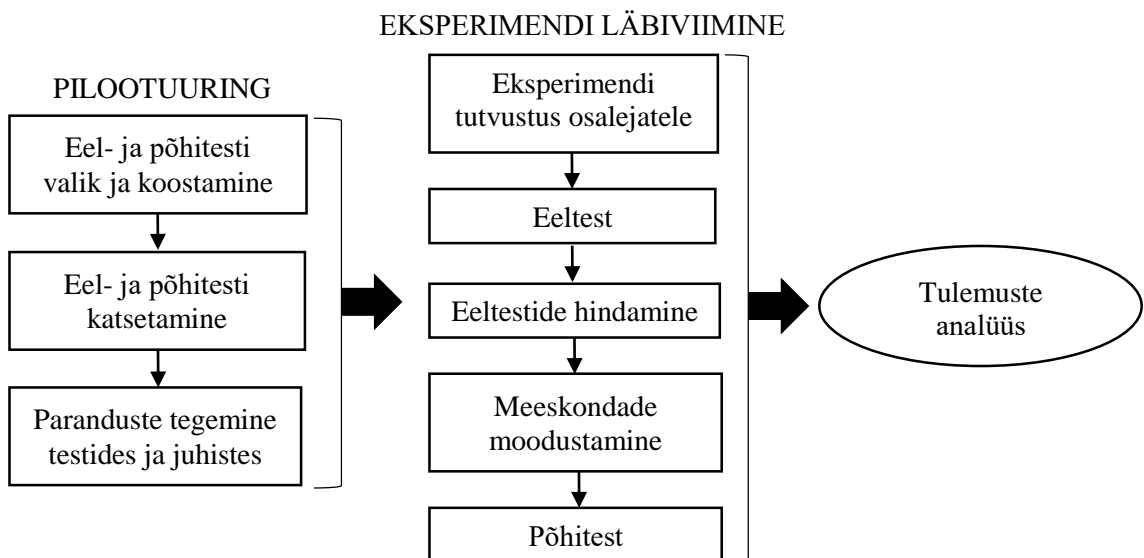 PILOOTUURING
Eel- ja põhitesti
valik ja koostamine
Eel- ja põhitesti
katsetamine
Paranduste tegemine
testides ja juhistes
EKSPERIMENDI LÄBIVIIMINE
Eksperimendi
tutvustus osalejatele
Eeltest
Eeltestide hindamine
Meeskondade
moodustamine
Põhitest
Tulemuste
analüüs